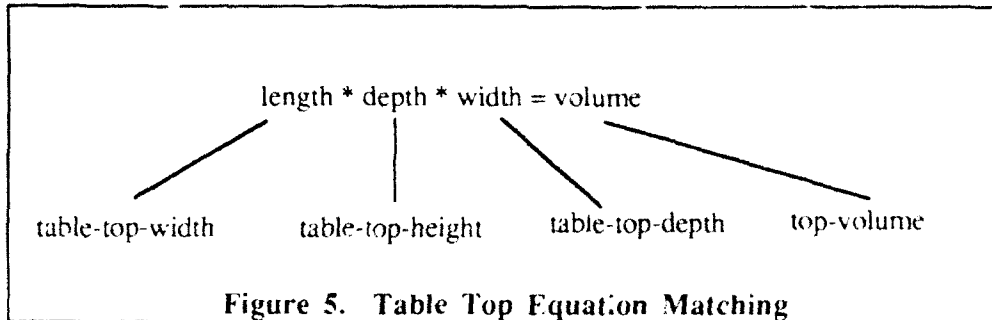 length * depth * width = volume
table-top-width table-top-height table-top-depth top-volume
Figure 5. Table Top Equation Matching